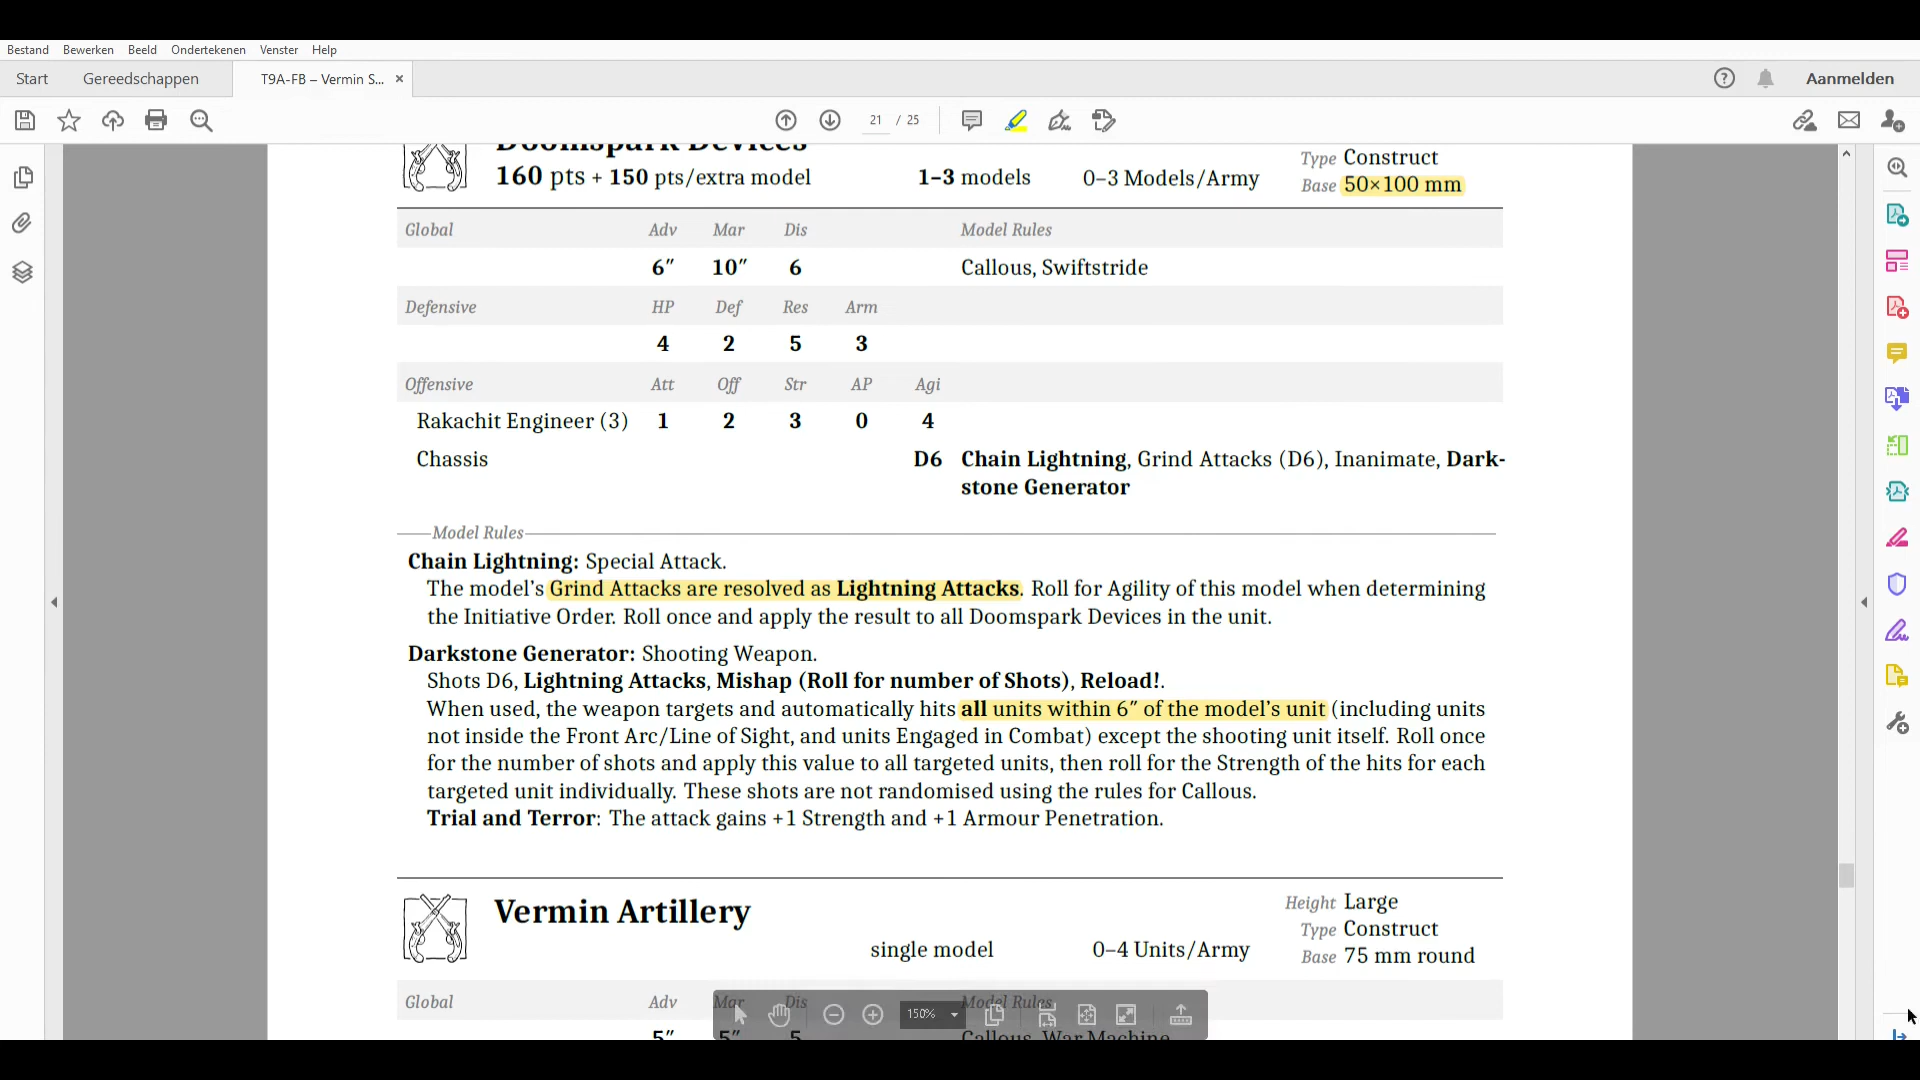 Bestand Bewerken Beeld Ondertekenen Venster Help
Start Gereedschappen T9A-FB – Vermin S... × Aanmelden
21 / 25
Doomspark Devices
Type Construct
160 pts + 150 pts/extra model 1–3 models 0–3 Models/Army
Base 50×100 mm
Global Adv Mar Dis Model Rules
6″ 10″ 6 Callous, Swiftstride
Defensive HP Def Res Arm
4 2 5 3
Offensive Att Off Str AP Agi
Rakachit Engineer (3) 1 2 3 0 4
Chassis D6 Chain Lightning, Grind Attacks (D6), Inanimate, Dark-
stone Generator
Model Rules
Chain Lightning: Special Attack.
The model’s Grind Attacks are resolved as Lightning Attacks. Roll for Agility of this model when determining
the Initiative Order. Roll once and apply the result to all Doomspark Devices in the unit.
Darkstone Generator: Shooting Weapon.
Shots D6, Lightning Attacks, Mishap (Roll for number of Shots), Reload!.
When used, the weapon targets and automatically hits all units within 6″ of the model’s unit (including units
not inside the Front Arc/Line of Sight, and units Engaged in Combat) except the shooting unit itself. Roll once
for the number of shots and apply this value to all targeted units, then roll for the Strength of the hits for each
targeted unit individually. These shots are not randomised using the rules for Callous.
Trial and Terror: The attack gains +1 Strength and +1 Armour Penetration.
Vermin Artillery
Height Large
Type Construct
single model 0–4 Units/Army
Base 75 mm round
Global Adv Mar Dis Model Rules
150%
5″ 5″ 5 Callous, War Machine